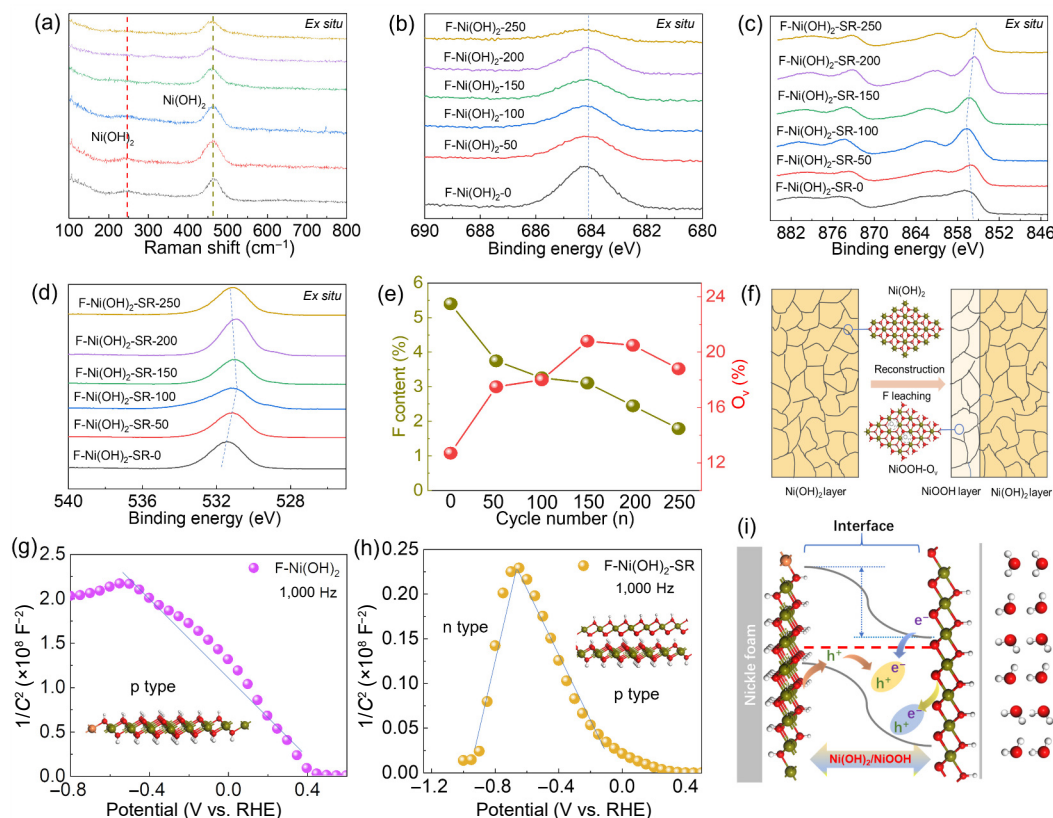 (a)
Ex situ
Ni(OH)2
Ni(OH)2
100 200 300 400 500 600 700 800
Raman shift (cm−1)
(b)
Ex situ
F-Ni(OH)2-250
F-Ni(OH)2-200
F-Ni(OH)2-150
F-Ni(OH)2-100
F-Ni(OH)2-50
F-Ni(OH)2-0
690 688 686 684 682 680
Binding energy (eV)
(c)
Ex situ
F-Ni(OH)2-SR-250
F-Ni(OH)2-SR-200
F-Ni(OH)2-SR-150
F-Ni(OH)2-SR-100
F-Ni(OH)2-SR-50
F-Ni(OH)2-SR-0
882 876 870 864 858 852 846
Binding energy (eV)
(d)
Ex situ
F-Ni(OH)2-SR-250
F-Ni(OH)2-SR-200
F-Ni(OH)2-SR-150
F-Ni(OH)2-SR-100
F-Ni(OH)2-SR-50
F-Ni(OH)2-SR-0
540 536 532 528
Binding energy (eV)
(e)
F content (%)
6
5
4
3
2
1
0
24
20
16
12
Ov (%)
0 50 100 150 200 250
Cycle number (n)
(f)
Ni(OH)2
Reconstruction
F leaching
NiOOH-Ov
Ni(OH)2 layer
NiOOH layer
Ni(OH)2 layer
(g)
F-Ni(OH)2
1,000 Hz
p type
1/C2 (×108 F−2)
2.5
2.0
1.5
1.0
0.5
0.0
−0.8 −0.4 0.0 0.4
Potential (V vs. RHE)
(h)
F-Ni(OH)2-SR
1,000 Hz
n type
p type
1/C2 (×108 F−2)
0.25
0.20
0.15
0.10
0.05
0.00
−1.2 −0.8 −0.4 0.0 0.4
Potential (V vs. RHE)
(i)
Interface
Nickle foam
e−
h+
e−
h+
e−
h+
Ni(OH)2/NiOOH